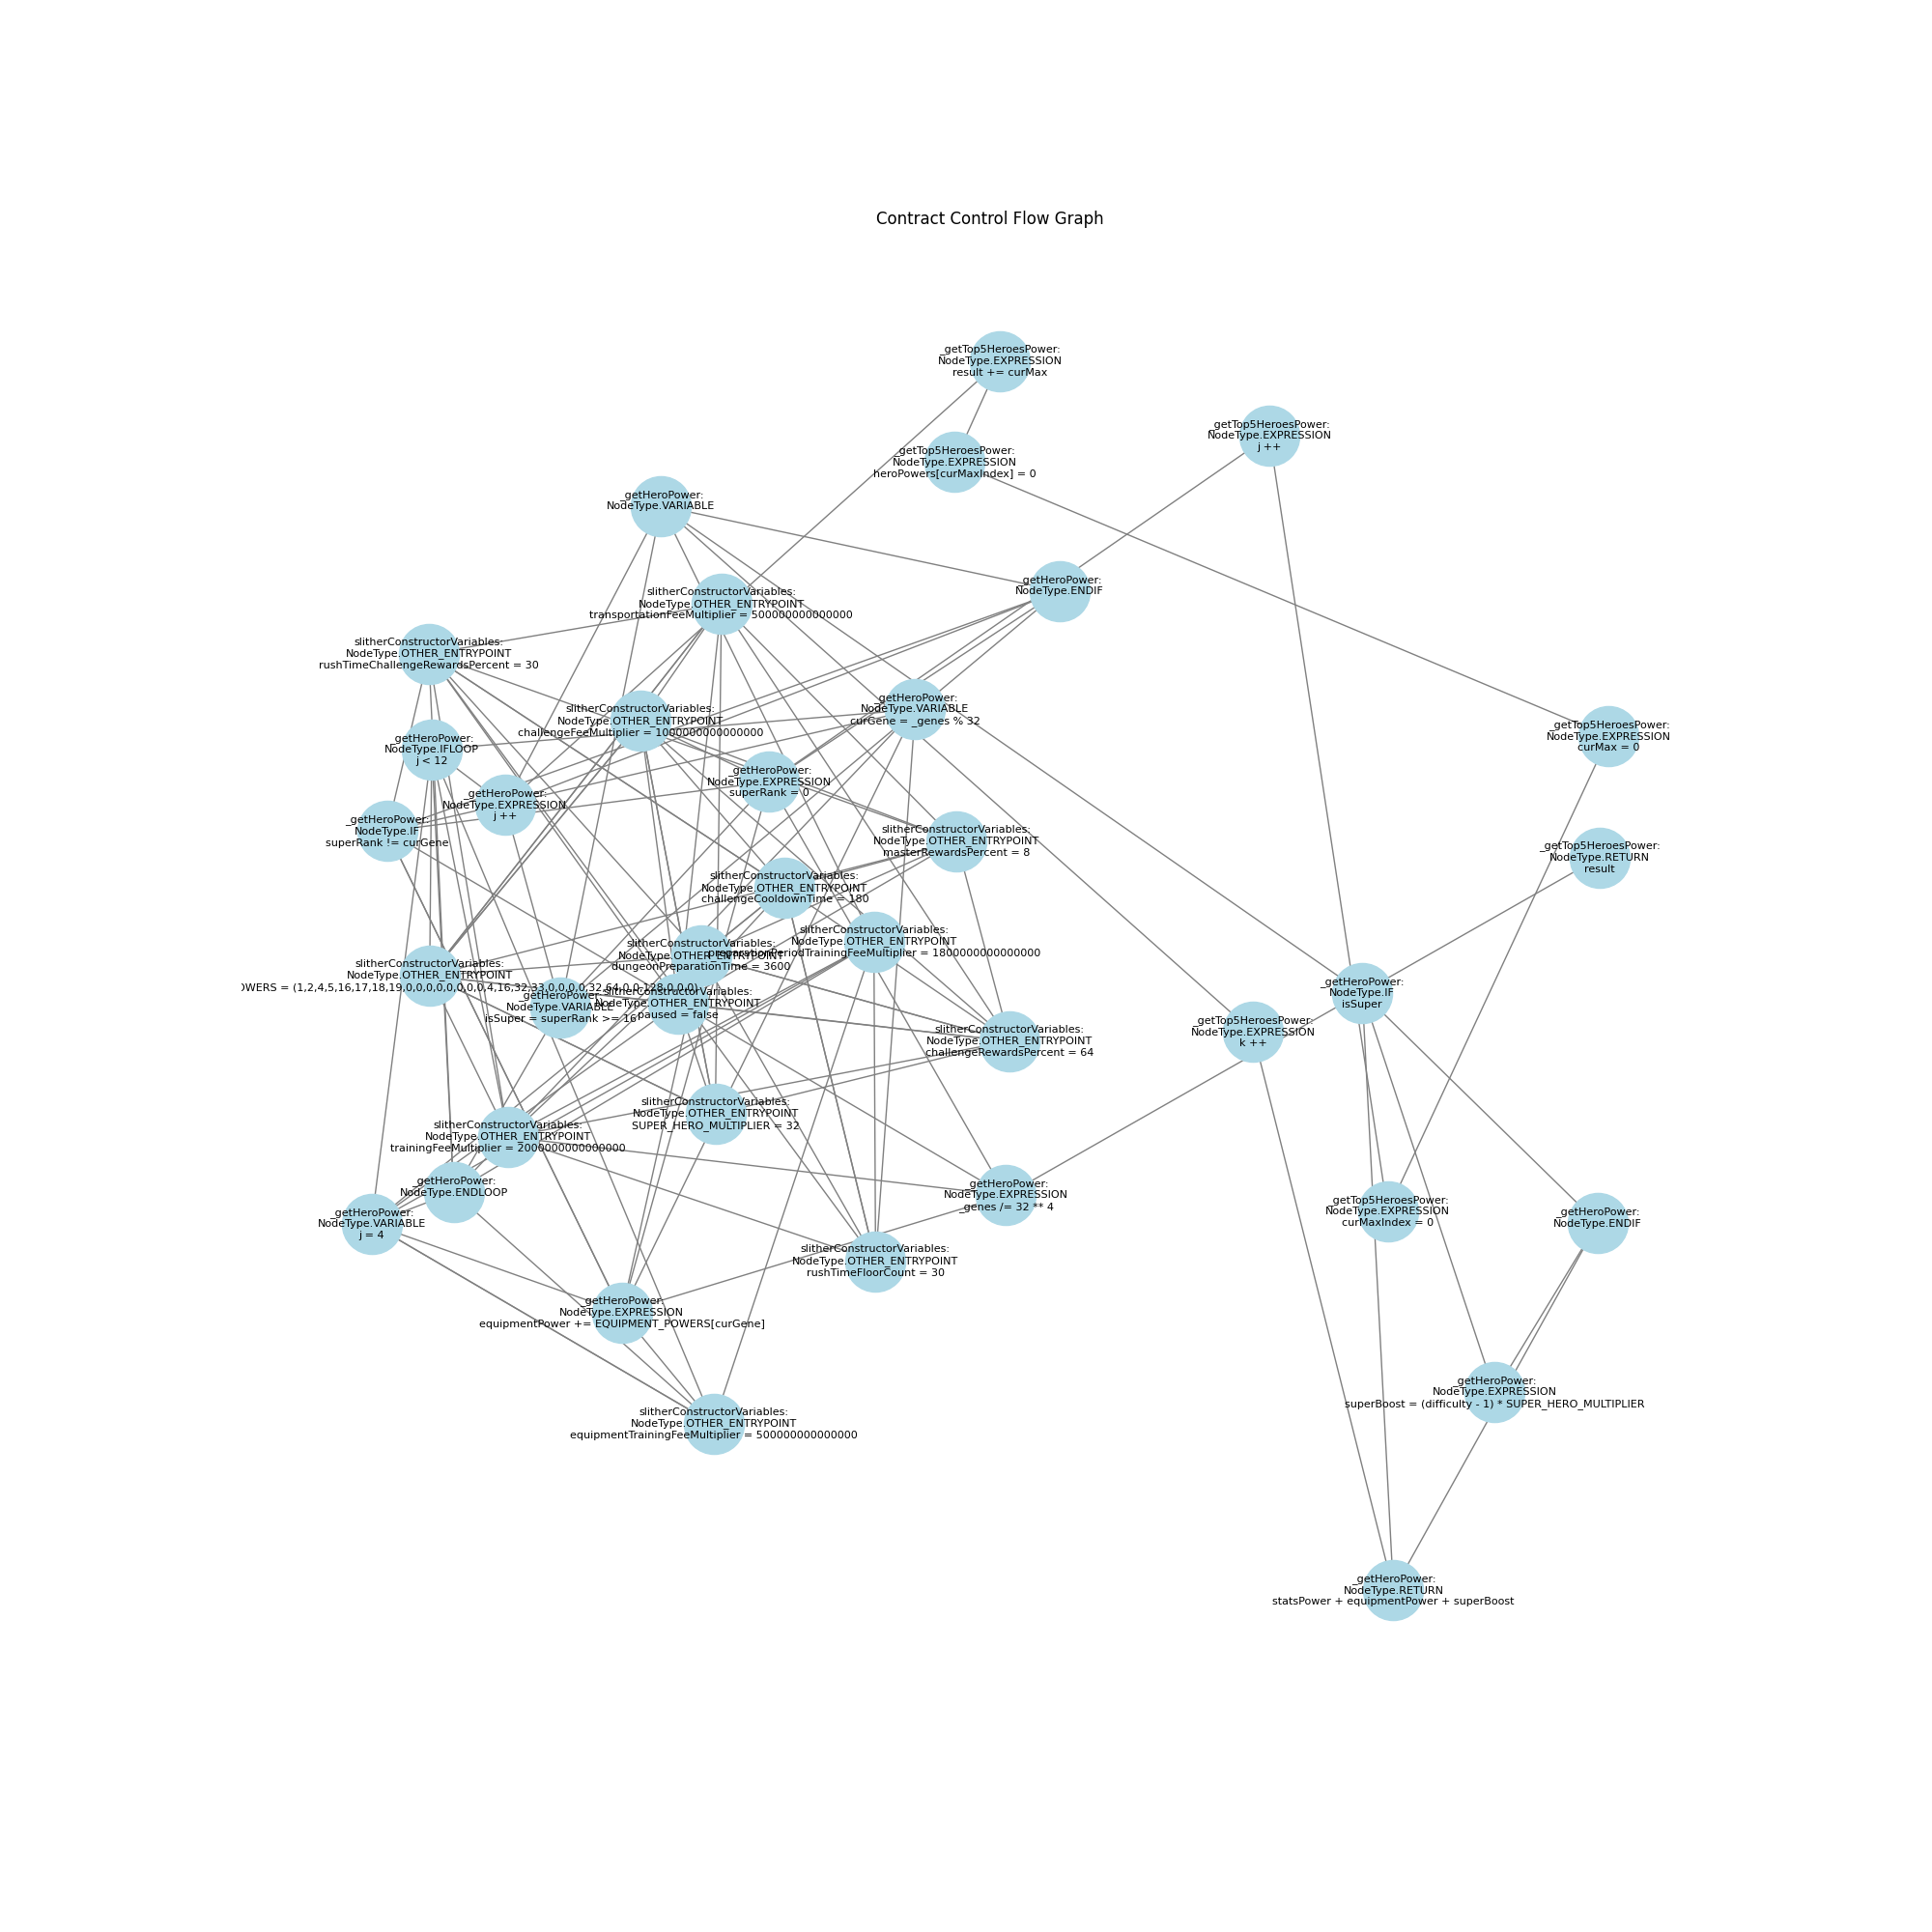 Contract Control Flow Graph
_getTop5HeroesPower:
NodeType.EXPRESSION
result += curMax
_getTop5HeroesPower:
NodeType.EXPRESSION
j ++
_getTop5HeroesPower:
NodeType.EXPRESSION
heroPowers[curMaxIndex] = 0
_getHeroPower:
NodeType.VARIABLE
_getHeroPower:
NodeType.ENDIF
slitherConstructorVariables:
NodeType.OTHER_ENTRYPOINT
transportationFeeMultiplier = 500000000000000
slitherConstructorVariables:
NodeType.OTHER_ENTRYPOINT
rushTimeChallengeRewardsPercent = 30
slitherConstructorVariables:
NodeType.OTHER_ENTRYPOINT
challengeFeeMultiplier = 1000000000000000
_getHeroPower:
NodeType.VARIABLE
curGene = _genes % 32
_getTop5HeroesPower:
NodeType.EXPRESSION
curMax = 0
_getHeroPower:
NodeType.IFLOOP
j < 12
_getHeroPower:
NodeType.EXPRESSION
superRank = 0
_getHeroPower:
NodeType.EXPRESSION
j ++
_getHeroPower:
NodeType.IF
superRank != curGene
slitherConstructorVariables:
NodeType.OTHER_ENTRYPOINT
masterRewardsPercent = 8
_getTop5HeroesPower:
NodeType.RETURN
result
slitherConstructorVariables:
NodeType.OTHER_ENTRYPOINT
challengeCooldownTime = 180
slitherConstructorVariables:
NodeType.OTHER_ENTRYPOINT
preparationPeriodTrainingFeeMultiplier = 1800000000000000
slitherConstructorVariables:
NodeType.OTHER_ENTRYPOINT
dungeonPreparationTime = 3600
slitherConstructorVariables:
NodeType.OTHER_ENTRYPOINT
OWERS = (1,2,4,5,16,17,18,19,0,0,0,0,0,0,0,0,4,16,32,33,0,0,0,0,32,64,0,0,128,0,0,0)
_getHeroPower:
NodeType.VARIABLE
isSuper = superRank >= 16
slitherConstructorVariables:
NodeType.OTHER_ENTRYPOINT
paused = false
_getHeroPower:
NodeType.IF
isSuper
_getTop5HeroesPower:
NodeType.EXPRESSION
k ++
slitherConstructorVariables:
NodeType.OTHER_ENTRYPOINT
challengeRewardsPercent = 64
slitherConstructorVariables:
NodeType.OTHER_ENTRYPOINT
SUPER_HERO_MULTIPLIER = 32
slitherConstructorVariables:
NodeType.OTHER_ENTRYPOINT
trainingFeeMultiplier = 2000000000000000
_getHeroPower:
NodeType.ENDLOOP
_getHeroPower:
NodeType.VARIABLE
j = 4
_getHeroPower:
NodeType.EXPRESSION
_genes /= 32 ** 4
_getTop5HeroesPower:
NodeType.EXPRESSION
curMaxIndex = 0
_getHeroPower:
NodeType.ENDIF
slitherConstructorVariables:
NodeType.OTHER_ENTRYPOINT
rushTimeFloorCount = 30
_getHeroPower:
NodeType.EXPRESSION
equipmentPower += EQUIPMENT_POWERS[curGene]
_getHeroPower:
NodeType.EXPRESSION
superBoost = (difficulty - 1) * SUPER_HERO_MULTIPLIER
slitherConstructorVariables:
NodeType.OTHER_ENTRYPOINT
equipmentTrainingFeeMultiplier = 500000000000000
_getHeroPower:
NodeType.RETURN
statsPower + equipmentPower + superBoost